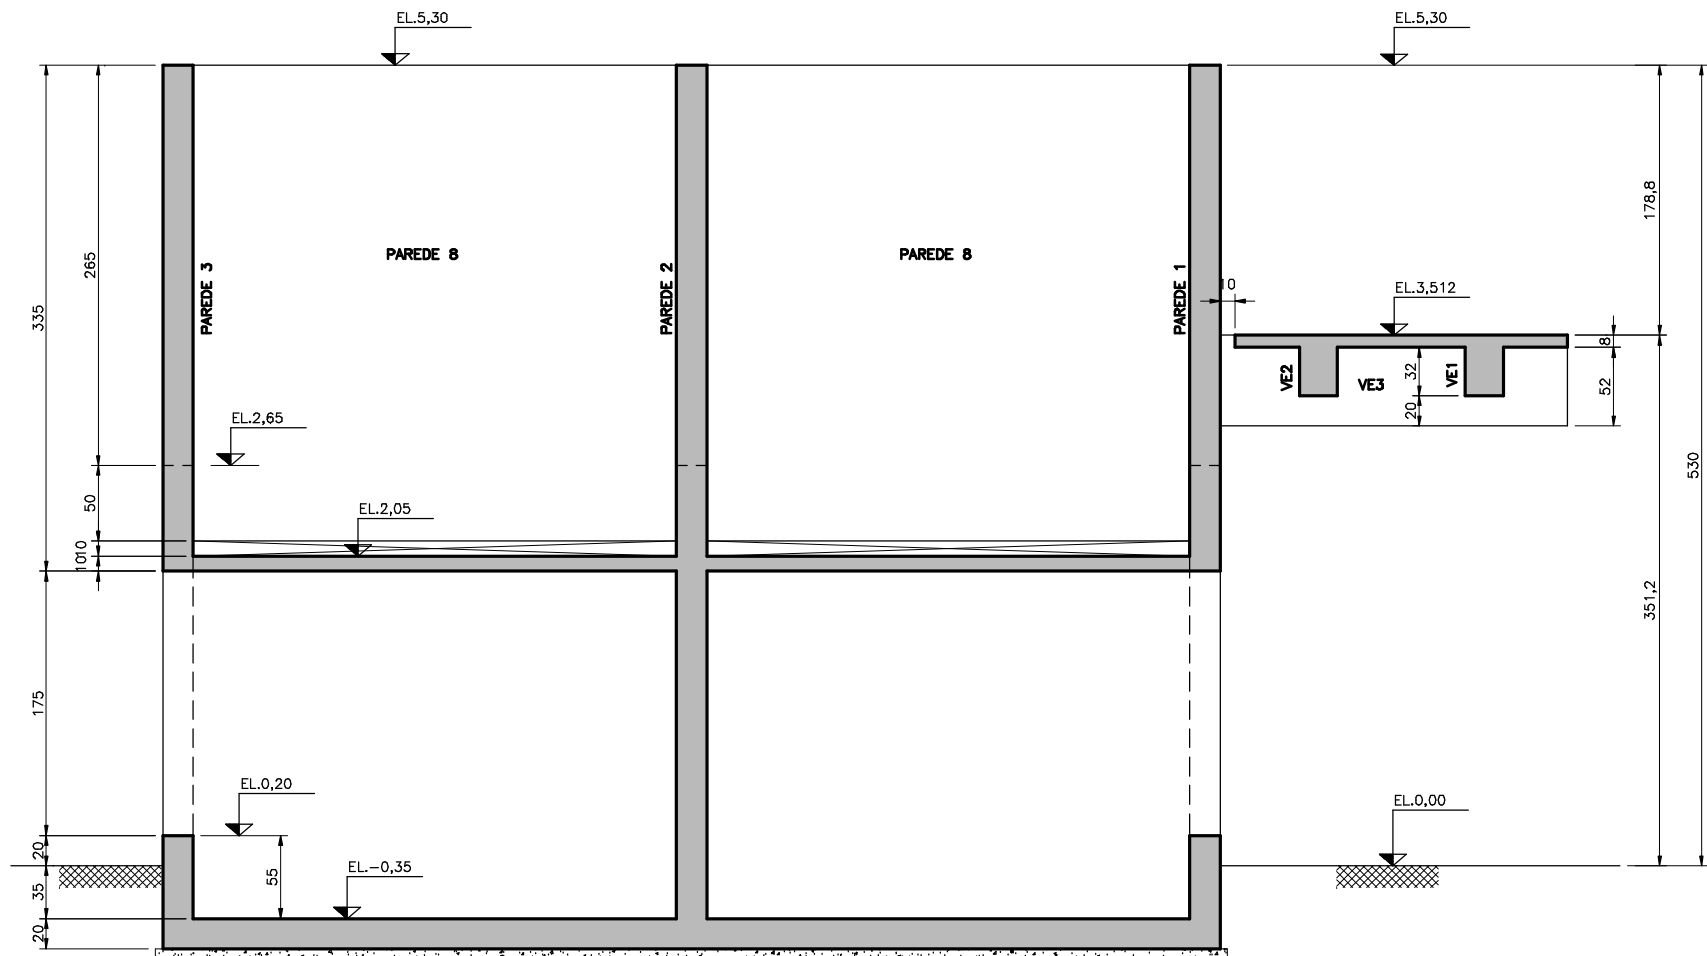 EL.5,30
EL.5,30
178,8
265
PAREDE 8
PAREDE 8
PAREDE 3
PAREDE 2
PAREDE 1
10
EL.3,512
335
8
VE2
32
VE3
VE1
52
20
EL.2,65
530
50
EL.2,05
10
10
351,2
175
EL.0,20
EL.0,00
20
55
EL.-0,35
35
20